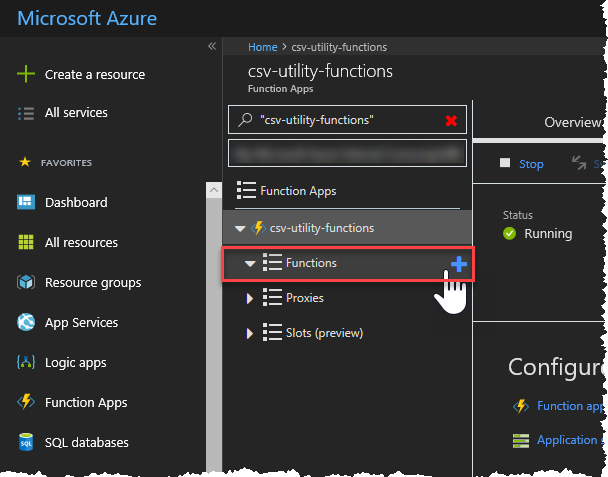 Microsoft Azure
Create a resource
All services
FAVORITES
Dashboard
All resources
Resource groups
App Services
Logic apps
Function Apps
SQL databases
Home > csv-utility-functions
csv-utility-functions
Function Apps
"csv-utility-functions"
Function Apps
csv-utility-functions
Functions
Proxies
Slots (preview)
Overview
Stop
Status
Running
Configure
Function app
Application